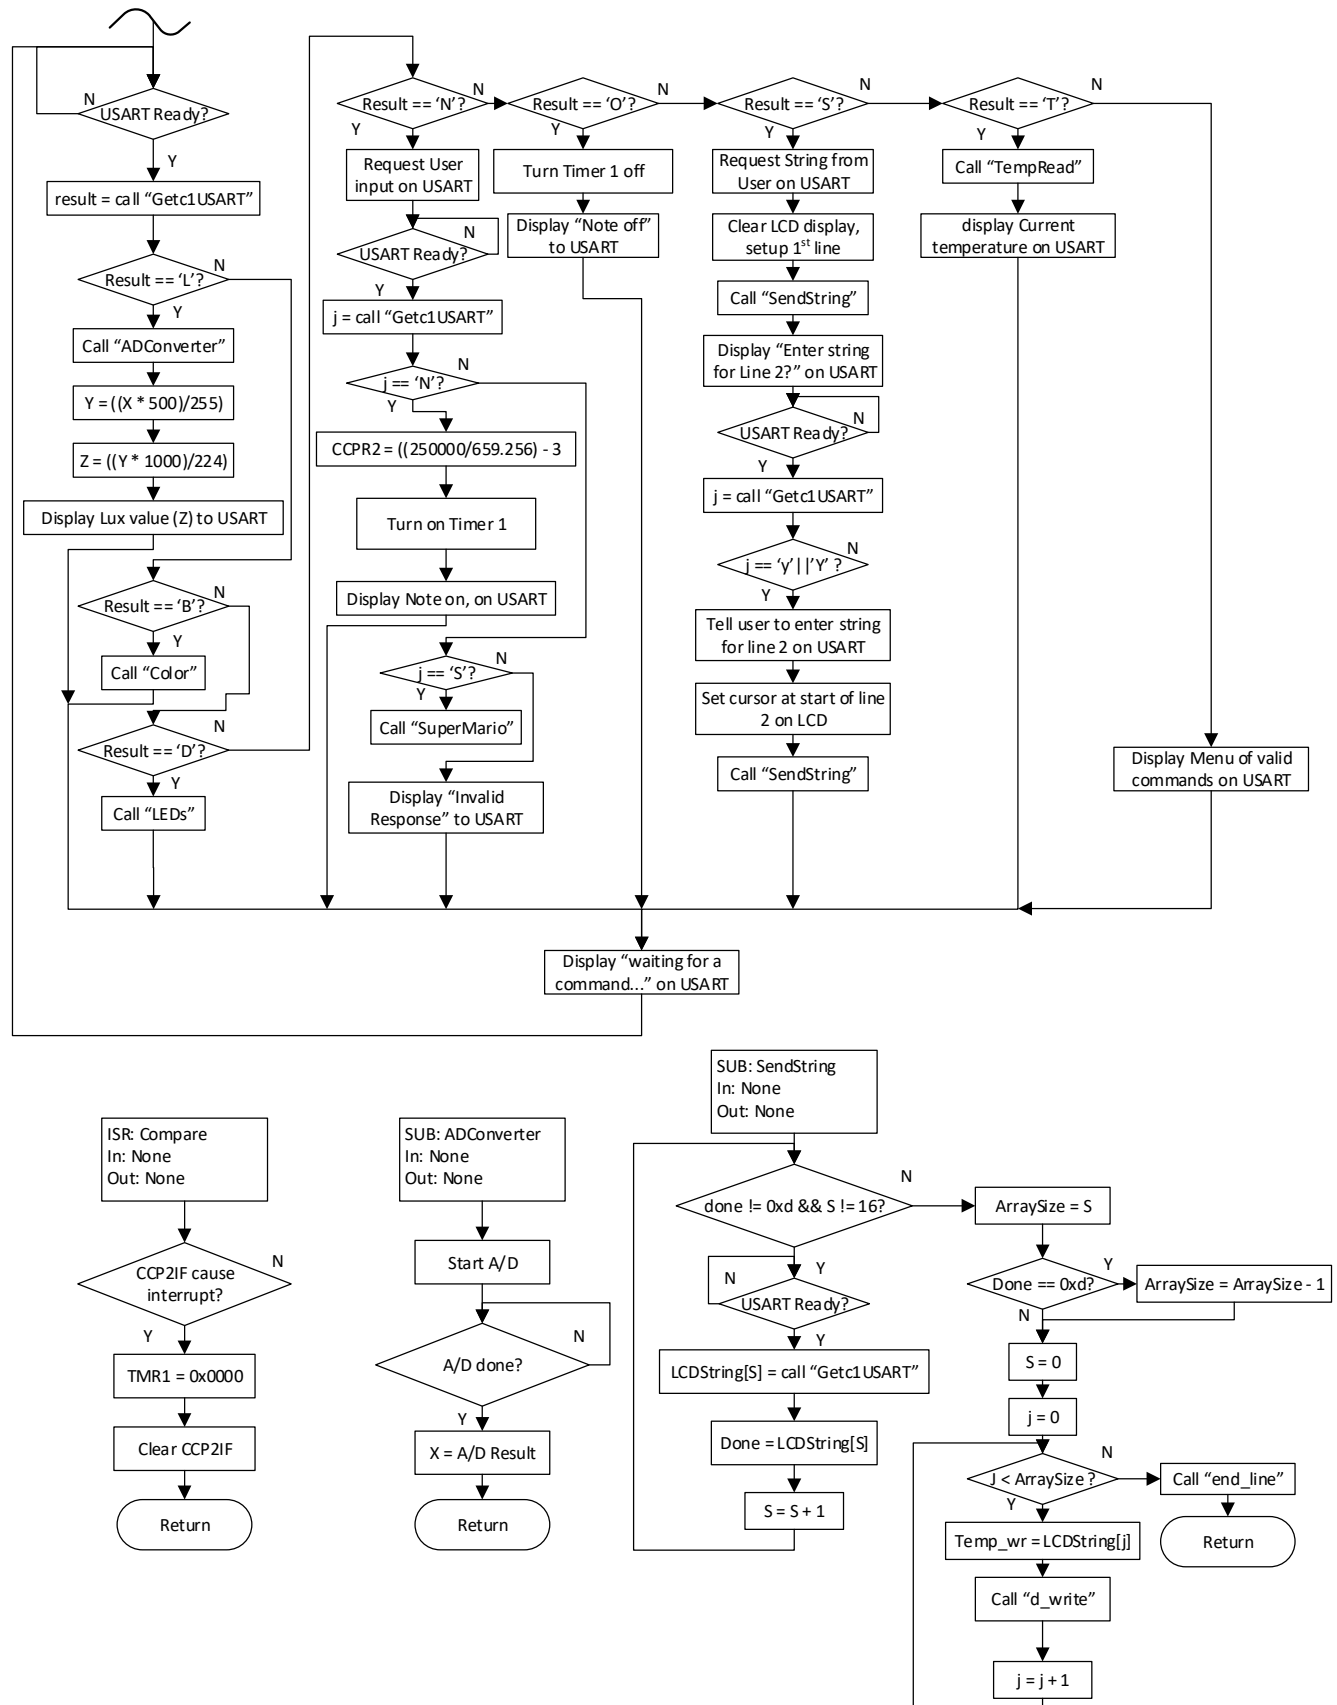 USART Ready?
N
Y
result = call “Getc1USART”
Result == ‘L’?
N
Y
Call “ADConverter”
Y = ((X * 500)/255)
Z = ((Y * 1000)/224)
Display Lux value (Z) to USART
Result == ‘B’?
N
Y
Call “Color”
Result == ‘D’?
N
Y
Call “LEDs”
Result == ‘N’?
N
Y
Request User
input on USART
USART Ready?
N
Y
j = call “Getc1USART”
j == ‘N’?
N
Y
CCPR2 = ((250000/659.256) - 3
Turn on Timer 1
Display Note on, on USART
j == ‘S’?
N
Y
Call “SuperMario”
Display “Invalid
Response” to USART
Result == ‘O’?
N
Y
Turn Timer 1 off
Display “Note off”
to USART
Result == ‘S’?
N
Y
Request String from
User on USART
Clear LCD display,
setup 1st line
Call “SendString”
Display “Enter string
for Line 2?” on USART
USART Ready?
N
Y
j = call “Getc1USART”
j == ‘y’||’Y’ ?
N
Y
Tell user to enter string
for line 2 on USART
Set cursor at start of line
2 on LCD
Call “SendString”
Result == ‘T’?
N
Y
Call “TempRead”
display Current
temperature on USART
Display Menu of valid
commands on USART
Display “waiting for a
command...” on USART
ISR: Compare
In: None
Out: None
CCP2IF cause
interrupt?
N
Y
TMR1 = 0x0000
Clear CCP2IF
Return
SUB: ADConverter
In: None
Out: None
Start A/D
A/D done?
N
Y
X = A/D Result
Return
SUB: SendString
In: None
Out: None
done != 0xd && S != 16?
N
Y
USART Ready?
N
Y
LCDString[S] = call “Getc1USART”
Done = LCDString[S]
S = S + 1
ArraySize = S
Done == 0xd?
Y
N
ArraySize = ArraySize - 1
S = 0
j = 0
J < ArraySize ?
N
Y
Call “end_line”
Return
Temp_wr = LCDString[j]
Call “d_write”
j = j + 1